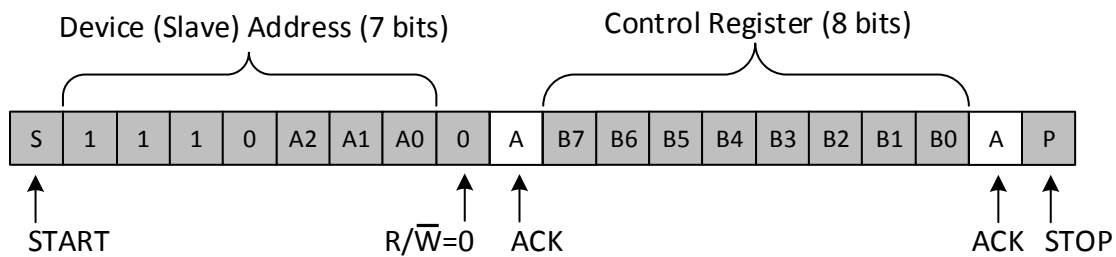 Device (Slave) Address (7 bits) Control Register (8 bits)
S 1 1 1 0 A2 A1 A0 0 A B7 B6 B5 B4 B3 B2 B1 B0 A P
START R/W̅=0 ACK ACK STOP